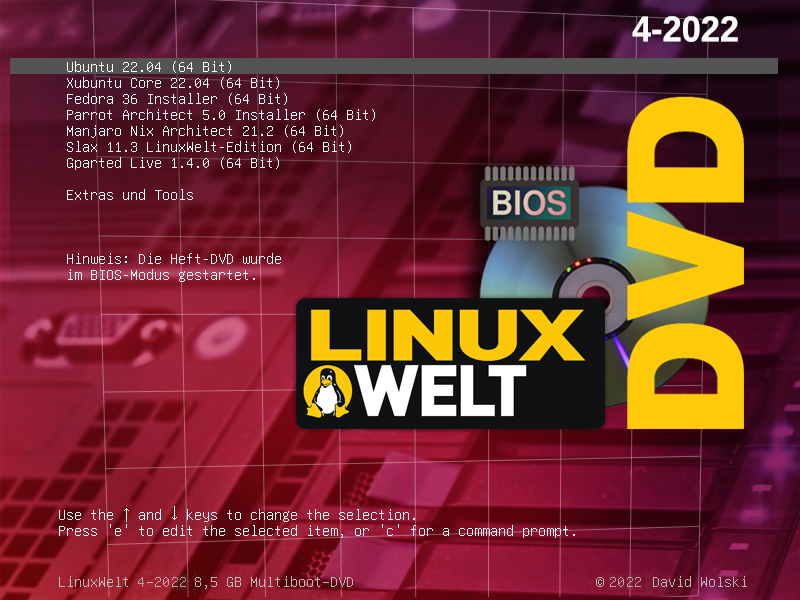 4-2022
Ubuntu 22.04 (64 Bit)
Xubuntu Core 22.04 (64 Bit)
Fedora 36 Installer (64 Bit)
Parrot Architect 5.0 Installer (64 Bit)
Manjaro Nix Architect 21.2 (64 Bit)
Slax 11.3 LinuxWelt-Edition (64 Bit)
Gparted Live 1.4.0 (64 Bit)
Extras und Tools
Hinweis: Die Heft-DVD wurde
im BIOS-Modus gestartet.
BIOS
DVD
LINUX
WELT
Use the ↑ and ↓ keys to change the selection.
Press 'e' to edit the selected item, or 'c' for a command prompt.
LinuxWelt 4-2022 8,5 GB Multiboot-DVD
© 2022 David Wolski